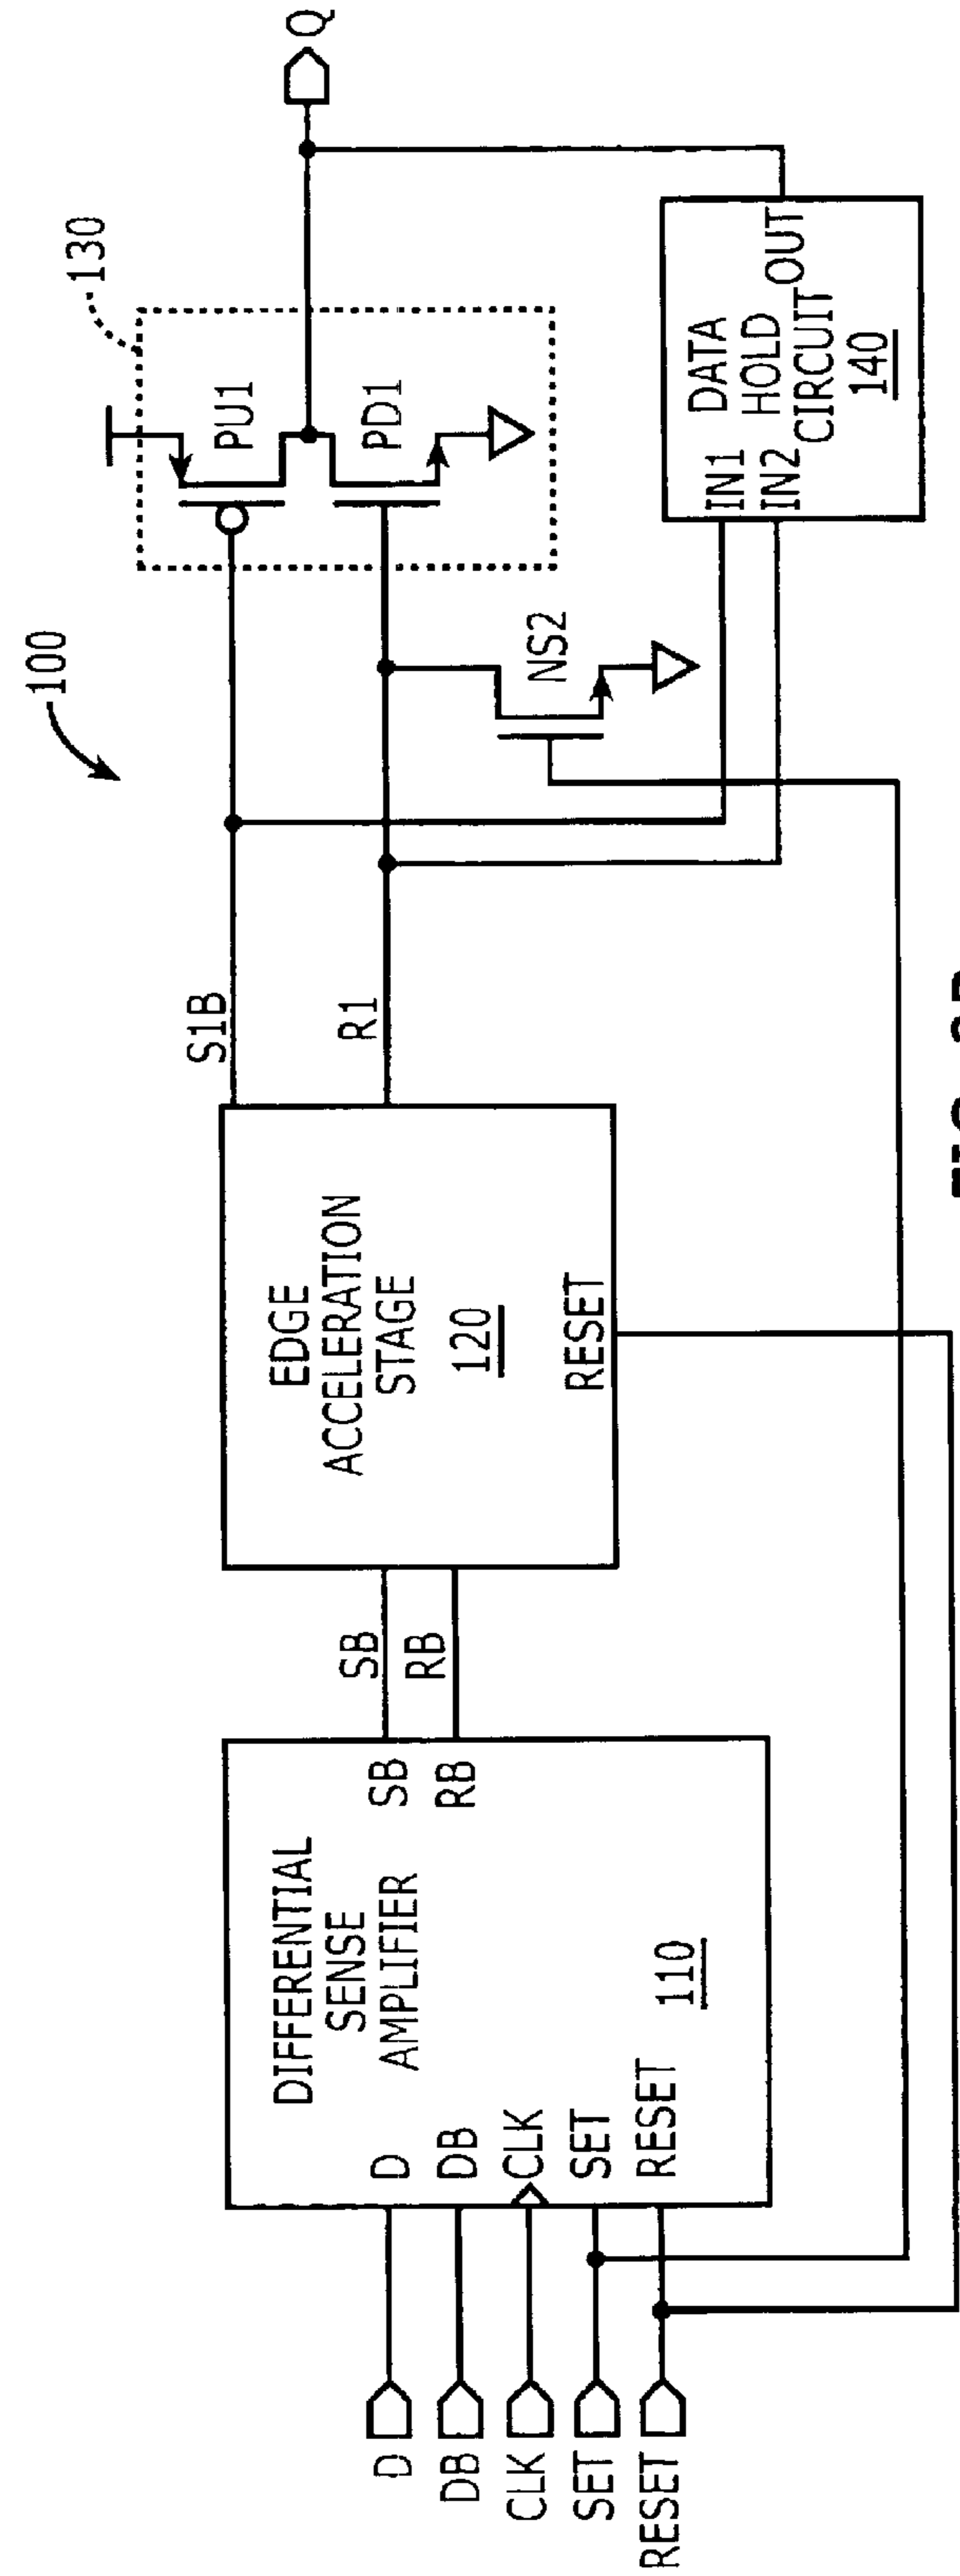 100
130
D
DB
CLK
SET
RESET
D
DB
CLK
SET
RESET
DIFFERENTIAL
SENSE
AMPLIFIER
110
SB
RB
SB
RB
EDGE
ACCELERATION
STAGE
120
RESET
S1B
R1
NS2
PU1
PD1
Q
IN1
IN2
DATA
HOLD
CIRCUIT
OUT
140